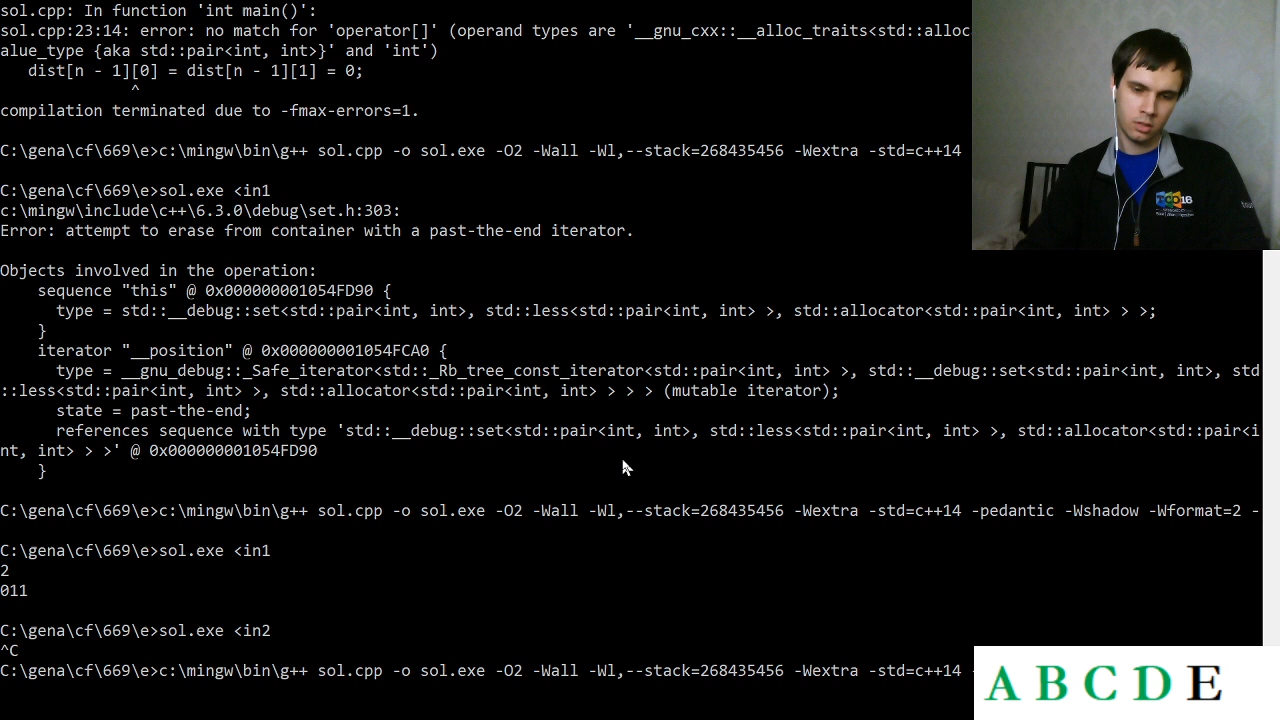 sol.cpp: In function 'int main()':
sol.cpp:23:14: error: no match for 'operator[]' (operand types are '__gnu_cxx::__alloc_traits<std::alloc
alue_type {aka std::pair<int, int>}' and 'int')
   dist[n - 1][0] = dist[n - 1][1] = 0;
              ^
compilation terminated due to -fmax-errors=1.
C:\gena\cf\669\e>c:\mingw\bin\g++ sol.cpp -o sol.exe -O2 -Wall -Wl,--stack=268435456 -Wextra -std=c++14
C:\gena\cf\669\e>sol.exe <in1
c:\mingw\include\c++\6.3.0\debug\set.h:303:
Error: attempt to erase from container with a past-the-end iterator.
Objects involved in the operation:
    sequence "this" @ 0x000000001054FD90 {
      type = std::__debug::set<std::pair<int, int>, std::less<std::pair<int, int> >, std::allocator<std::pair<int, int> > >;
    }
    iterator "__position" @ 0x000000001054FCA0 {
      type = __gnu_debug::_Safe_iterator<std::_Rb_tree_const_iterator<std::pair<int, int> >, std::__debug::set<std::pair<int, int>, std
::less<std::pair<int, int> >, std::allocator<std::pair<int, int> > > > (mutable iterator);
      state = past-the-end;
      references sequence with type 'std::__debug::set<std::pair<int, int>, std::less<std::pair<int, int> >, std::allocator<std::pair<i
nt, int> > >' @ 0x000000001054FD90
    }
C:\gena\cf\669\e>c:\mingw\bin\g++ sol.cpp -o sol.exe -O2 -Wall -Wl,--stack=268435456 -Wextra -std=c++14 -pedantic -Wshadow -Wformat=2 -
C:\gena\cf\669\e>sol.exe <in1
2
011
C:\gena\cf\669\e>sol.exe <in2
^C
C:\gena\cf\669\e>c:\mingw\bin\g++ sol.cpp -o sol.exe -O2 -Wall -Wl,--stack=268435456 -Wextra -std=c++14 -
A B C D E